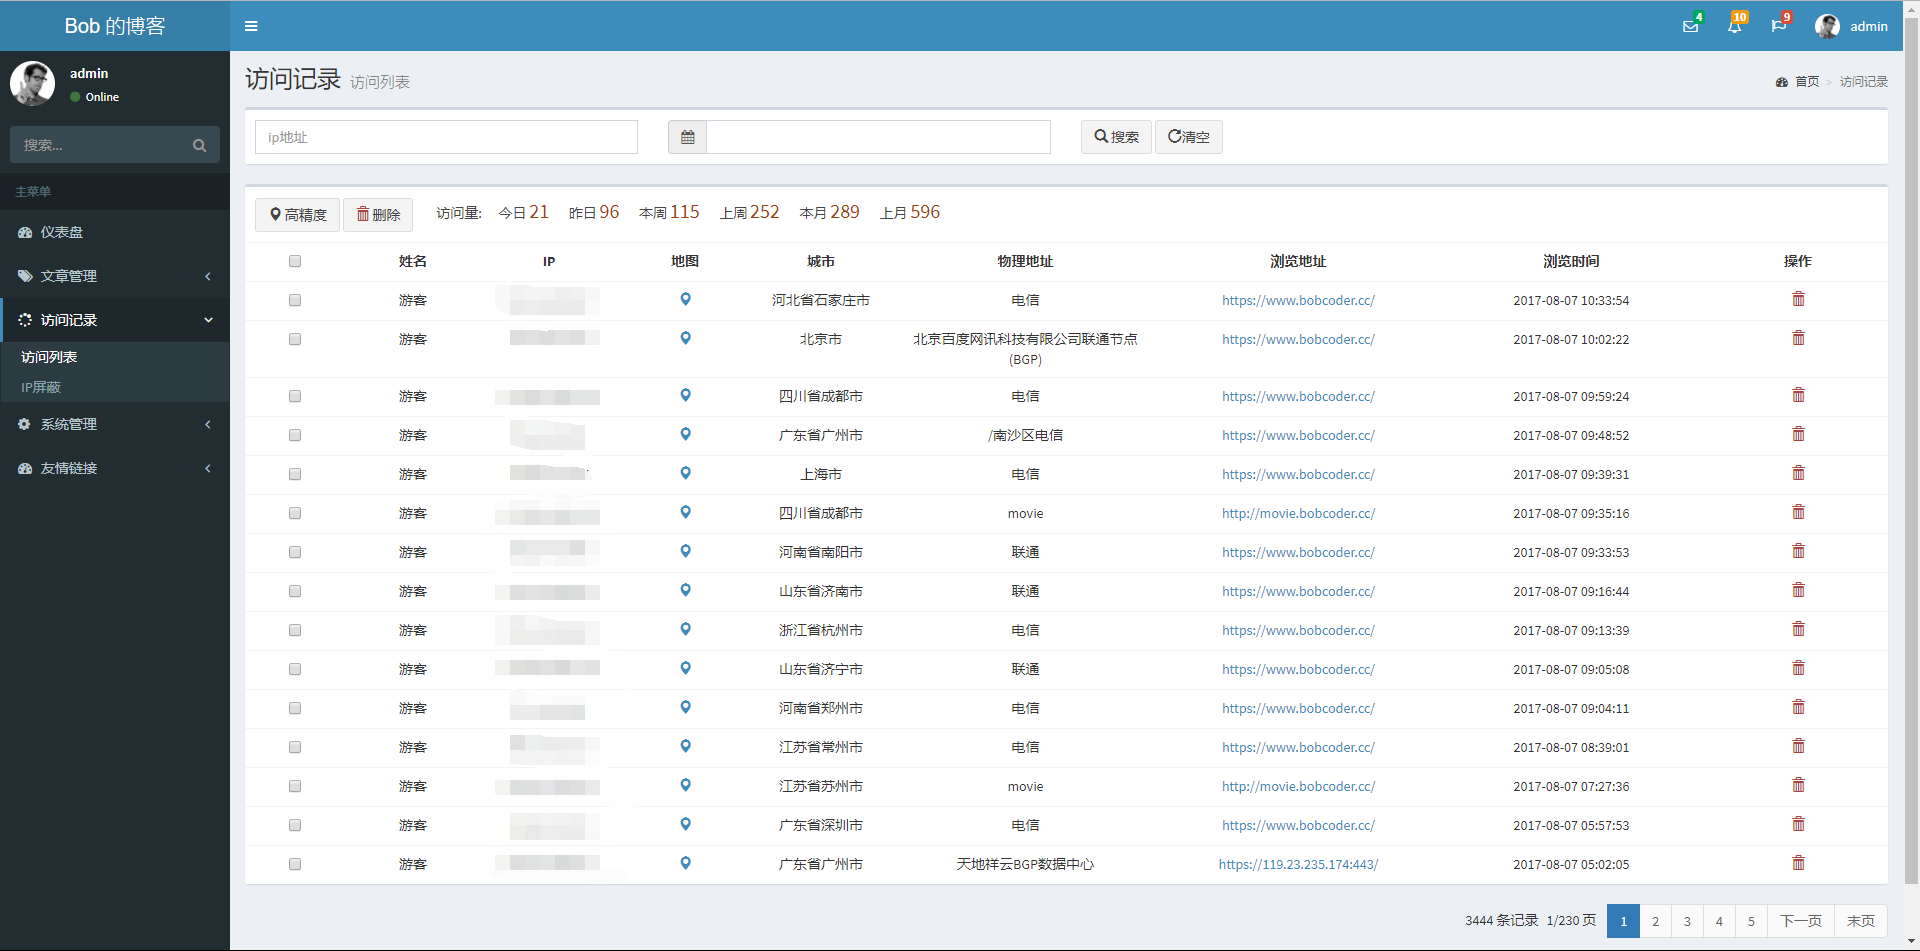 Bob 的博客
4
10
9
admin
admin
Online
搜索...
主菜单
仪表盘
文章管理
访问记录
访问列表
IP屏蔽
系统管理
友情链接
访问记录 访问列表
首页 > 访问记录
ip地址
搜索 清空
高精度 删除 访问量: 今日21 昨日96 本周115 上周252 本月289 上月596
姓名 IP 地图 城市 物理地址 浏览地址 浏览时间 操作
游客 河北省石家庄市 电信 https://www.bobcoder.cc/ 2017-08-07 10:33:54
游客 北京市 北京百度网讯科技有限公司联通节点 https://www.bobcoder.cc/ 2017-08-07 10:02:22
(BGP)
游客 四川省成都市 电信 https://www.bobcoder.cc/ 2017-08-07 09:59:24
游客 广东省广州市 /南沙区电信 https://www.bobcoder.cc/ 2017-08-07 09:48:52
游客 上海市 电信 https://www.bobcoder.cc/ 2017-08-07 09:39:31
游客 四川省成都市 movie http://movie.bobcoder.cc/ 2017-08-07 09:35:16
游客 河南省南阳市 联通 https://www.bobcoder.cc/ 2017-08-07 09:33:53
游客 山东省济南市 联通 https://www.bobcoder.cc/ 2017-08-07 09:16:44
游客 浙江省杭州市 电信 https://www.bobcoder.cc/ 2017-08-07 09:13:39
游客 山东省济宁市 联通 https://www.bobcoder.cc/ 2017-08-07 09:05:08
游客 河南省郑州市 电信 https://www.bobcoder.cc/ 2017-08-07 09:04:11
游客 江苏省常州市 电信 https://www.bobcoder.cc/ 2017-08-07 08:39:01
游客 江苏省苏州市 movie http://movie.bobcoder.cc/ 2017-08-07 07:27:36
游客 广东省深圳市 电信 https://www.bobcoder.cc/ 2017-08-07 05:57:53
游客 广东省广州市 天地祥云BGP数据中心 https://119.23.235.174:443/ 2017-08-07 05:02:05
3444 条记录 1/230 页 1 2 3 4 5 下一页 末页